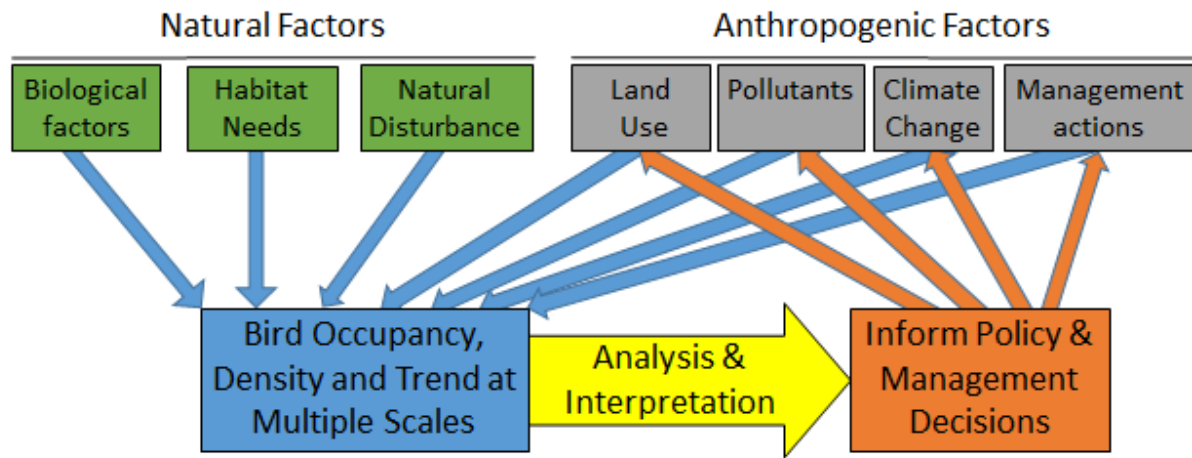 Natural Factors
Anthropogenic Factors
Biological
factors
Habitat
Needs
Natural
Disturbance
Land
Use
Pollutants
Climate
Change
Management
actions
Bird Occupancy,
Density and Trend at
Multiple Scales
Analysis &
Interpretation
Inform Policy &
Management
Decisions